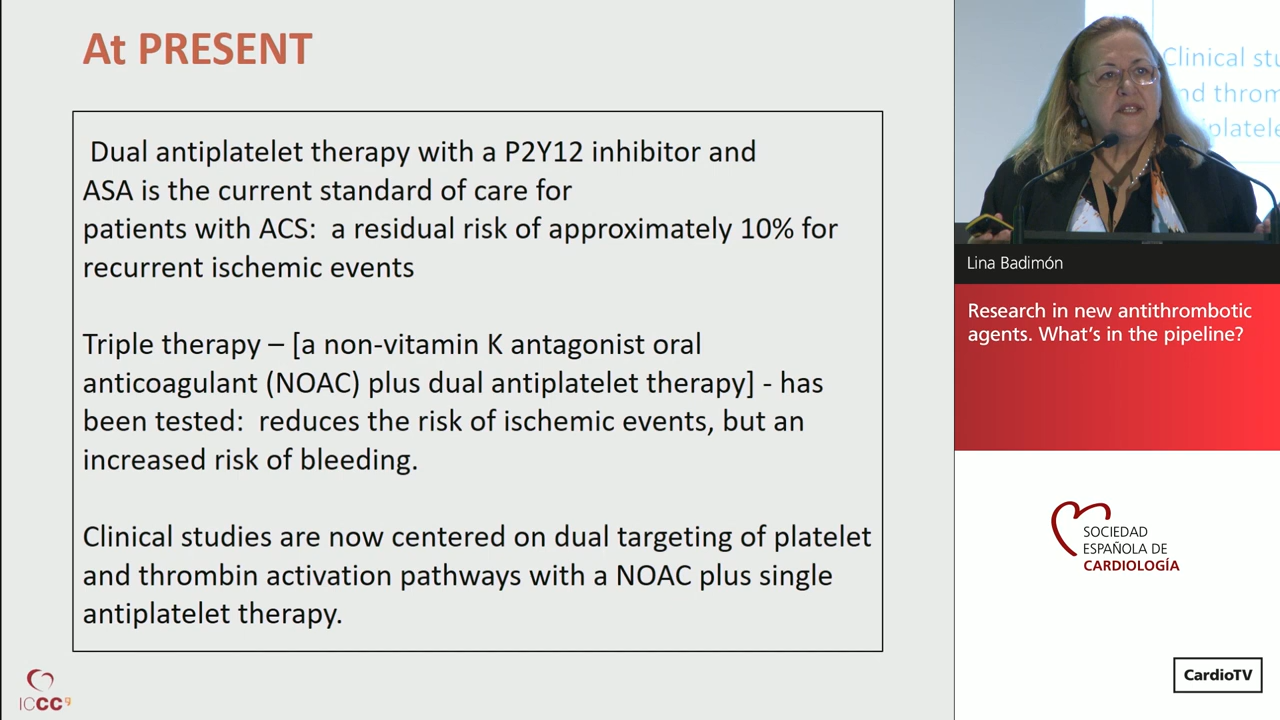 At PRESENT
Dual antiplatelet therapy with a P2Y12 inhibitor and
ASA is the current standard of care for
patients with ACS:  a residual risk of approximately 10% for
recurrent ischemic events
Triple therapy – [a non-vitamin K antagonist oral
anticoagulant (NOAC) plus dual antiplatelet therapy] - has
been tested:  reduces the risk of ischemic events, but an
increased risk of bleeding.
Clinical studies are now centered on dual targeting of platelet
and thrombin activation pathways with a NOAC plus single
antiplatelet therapy.
ICCC
Clinical stu
nd throm
iplatele
Lina Badimón
Research in new antithrombotic
agents. What's in the pipeline?
SOCIEDAD
ESPAÑOLA DE
CARDIOLOGÍA
CardioTV